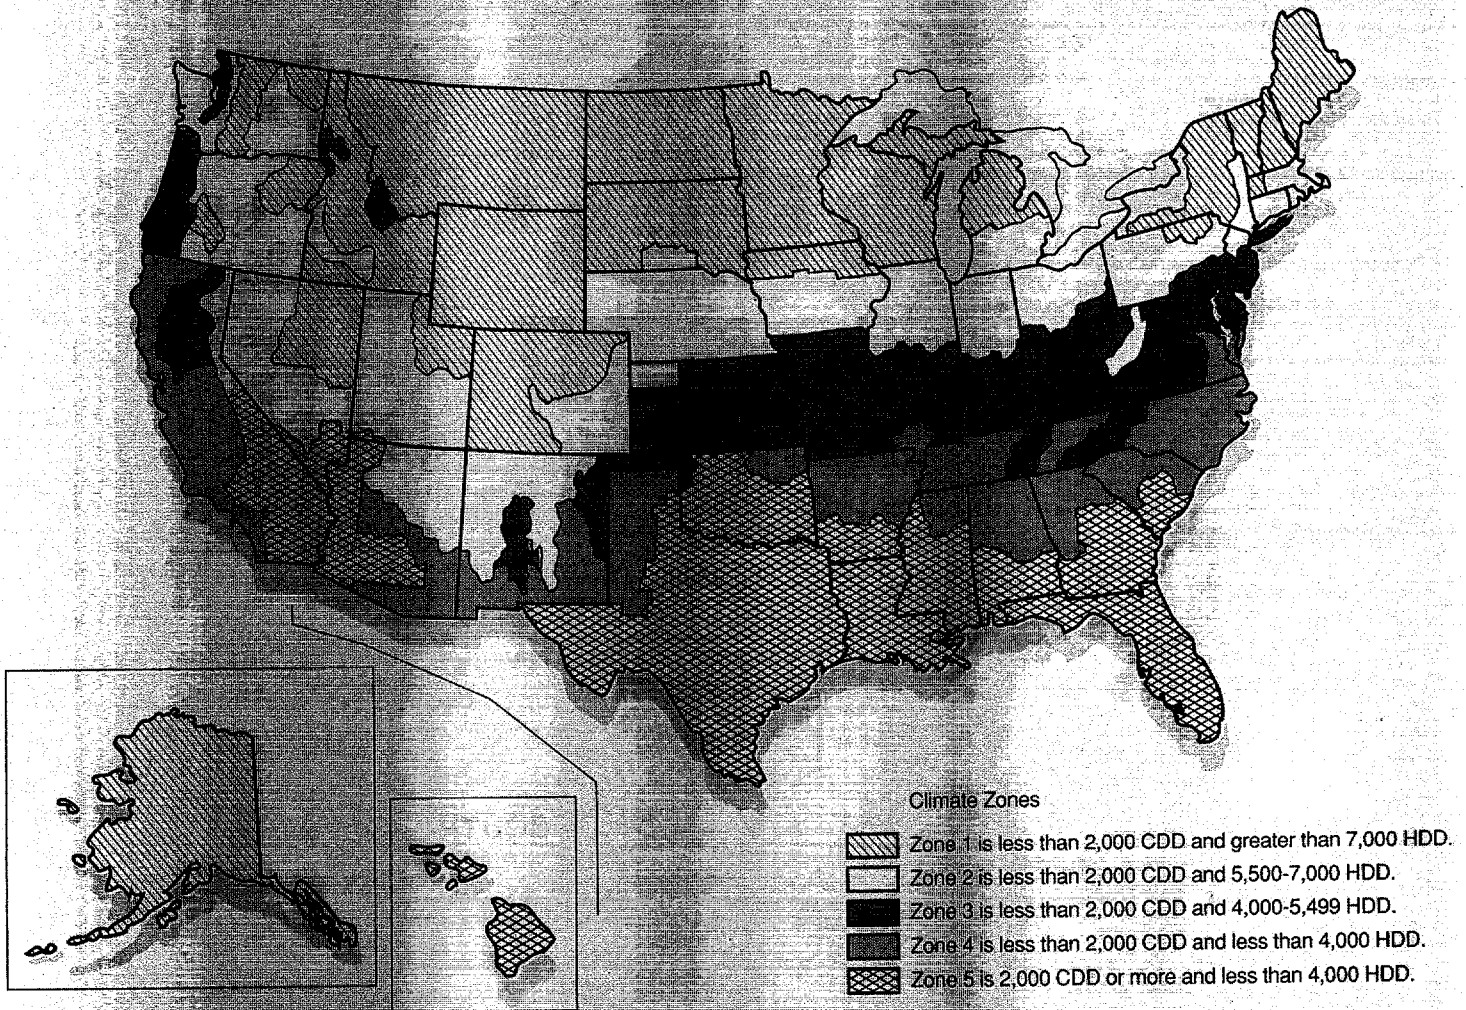 Climate Zones
Zone 1 is less than 2,000 CDD and greater than 7,000 HDD.
Zone 2 is less than 2,000 CDD and 5,500-7,000 HDD.
Zone 3 is less than 2,000 CDD and 4,000-5,499 HDD.
Zone 4 is less than 2,000 CDD and less than 4,000 HDD.
Zone 5 is 2,000 CDD or more and less than 4,000 HDD.